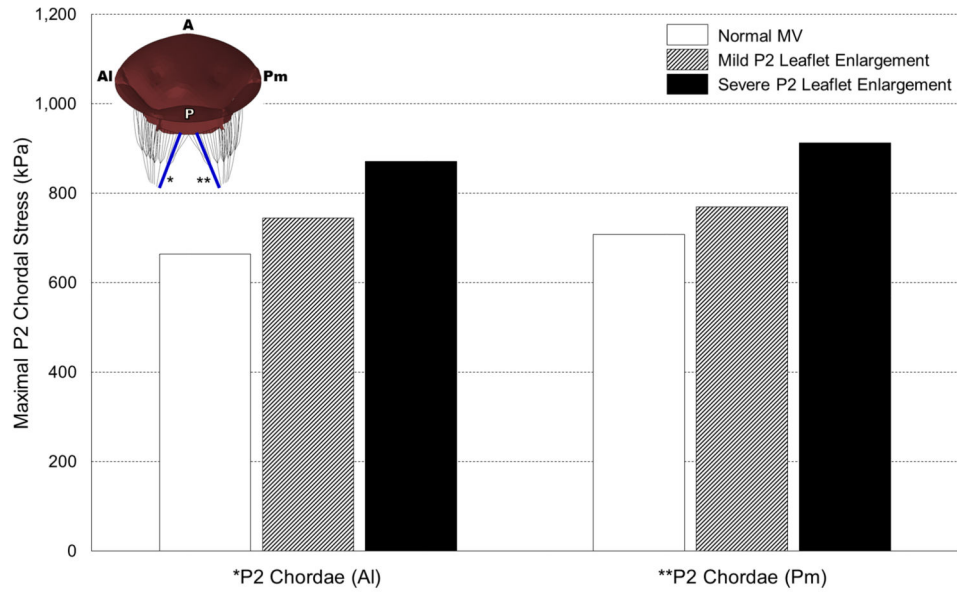 1,200
1,000
800
600
400
200
0
Maximal P2 Chordal Stress (kPa)
A
Al
Pm
P
*
**
Normal MV
Mild P2 Leaflet Enlargement
Severe P2 Leaflet Enlargement
*P2 Chordae (Al)
**P2 Chordae (Pm)